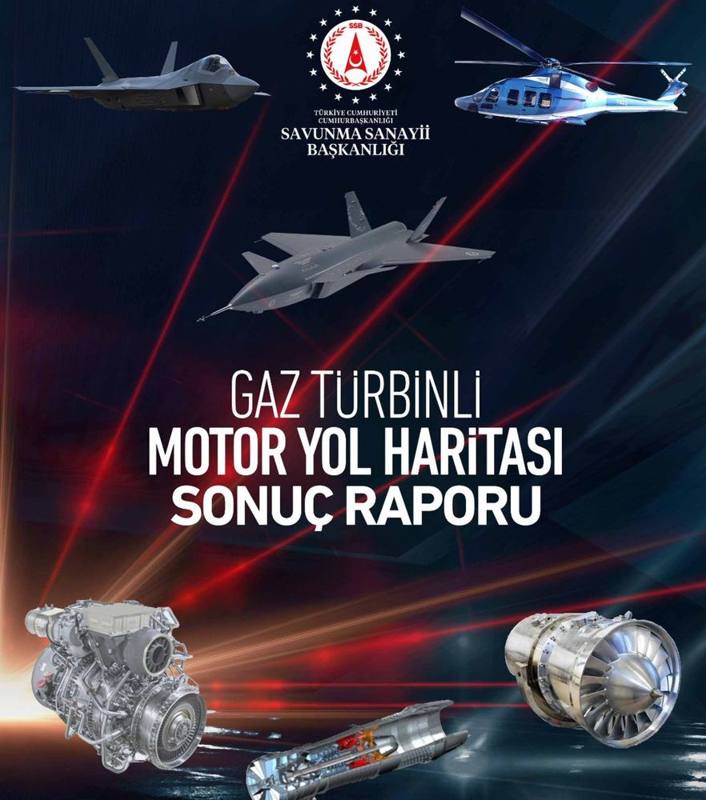 SSB
TÜRKİYE CUMHURİYETİ
CUMHURBAŞKANLIĞI
SAVUNMA SANAYİİ
BAŞKANLIĞI
GAZ TÜRBİNLİ
MOTOR YOL HARİTASI
SONUÇ RAPORU